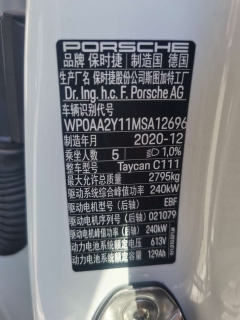 PORSCHE
品牌 保时捷 制造国 德国
生产厂名:保时捷股份公司斯图加特工厂
Dr. Ing. h.c. F. Porsche AG
车辆识别代号
WP0AA2Y11MSA12696
制造年月 2020-12
乘坐人数 5 1,0%
整车型号 Taycan C111
最大允许总质量 2795kg
驱动系统综合峰值功率 240kW
驱动电机型号(后轴) EBF
驱动电机序列号(后轴) 021079
驱动电机峰值功率(后轴) 240kW
动力电池系统额定电压 613V
动力电池系统额定容量 129Ah